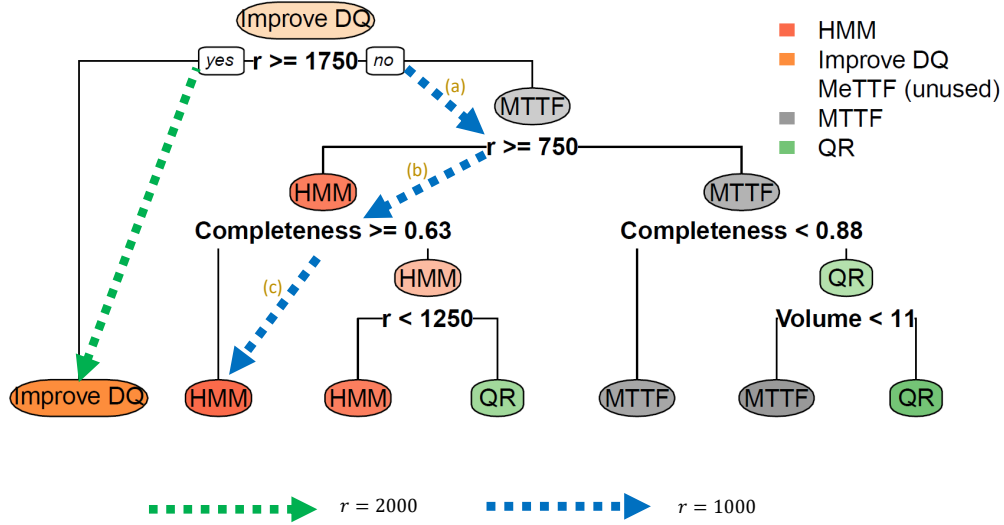 Improve DQ
yes r >= 1750 no
HMM
Improve DQ
MeTTF (unused)
MTTF
QR
(a)
MTTF
r >= 750
(b)
HMM
MTTF
Completeness >= 0.63
Completeness < 0.88
(c)
HMM
QR
r < 1250
Volume < 11
Improve DQ
HMM
HMM
QR
MTTF
MTTF
QR
r = 2000
r = 1000